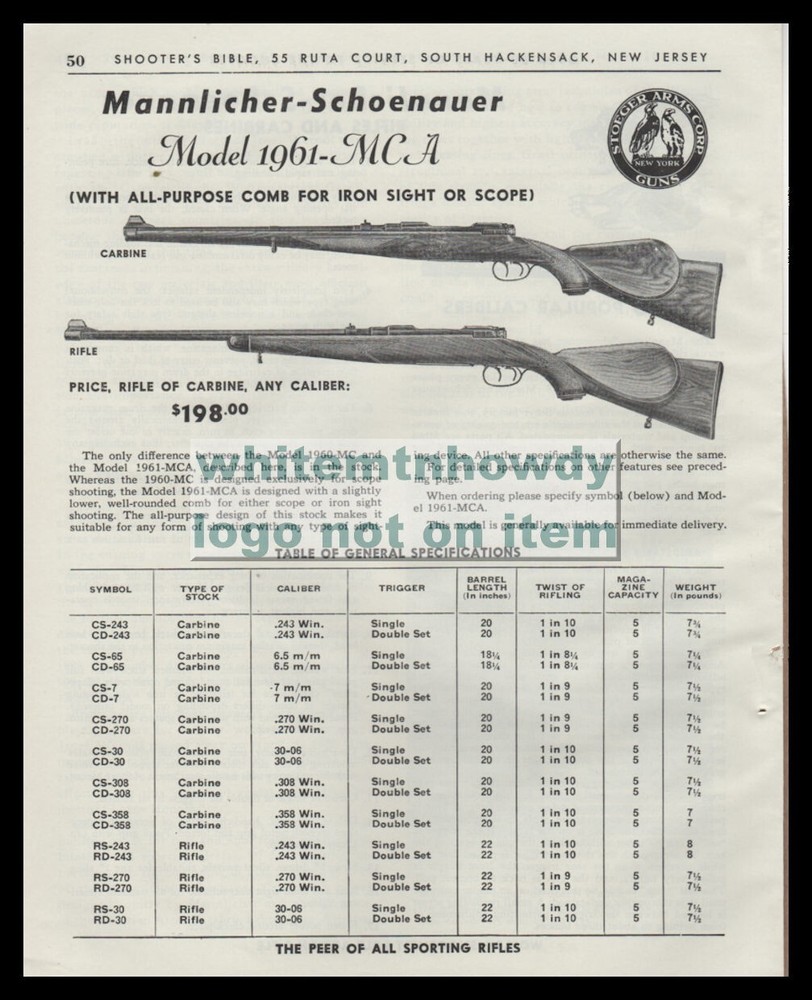 50 SHOOTER'S BIBLE, 55 RUTA COURT, SOUTH HACKENSACK, NEW JERSEY
Mannlicher-Schoenauer
Model 1961-MCA
STOEGER ARMS CORP
NEW YORK
GUNS
(WITH ALL-PURPOSE COMB FOR IRON SIGHT OR SCOPE)
CARBINE
RIFLE
PRICE, RIFLE OF CARBINE, ANY CALIBER:
$198.00
The only difference between the Model 1960-MC and
the Model 1961-MCA, described here, is in the stock.
Whereas the 1960-MC is designed exclusively for scope
shooting, the Model 1961-MCA is designed with a slightly
lower, well-rounded comb for either scope or iron sight
shooting. The all-purpose design of this stock makes it
suitable for any form of shooting with any type of sight-
ing device. All other specifications are otherwise the same.
For detailed specifications on other features see preced-
ing page.
When ordering please specify symbol (below) and Mod-
el 1961-MCA.
This model is generally available for immediate delivery.
whitemtnhowdy
logo not on item
TABLE OF GENERAL SPECIFICATIONS
SYMBOL TYPE OF STOCK CALIBER TRIGGER BARREL LENGTH (In inches) TWIST OF RIFLING MAGA-ZINE CAPACITY WEIGHT (In pounds)
CS-243 Carbine .243 Win. Single 20 1 in 10 5 7¾
CD-243 Carbine .243 Win. Double Set 20 1 in 10 5 7¾
CS-65 Carbine 6.5 m/m Single 18¼ 1 in 8¼ 5 7¼
CD-65 Carbine 6.5 m/m Double Set 18¼ 1 in 8¼ 5 7¼
CS-7 Carbine 7 m/m Single 20 1 in 9 5 7½
CD-7 Carbine 7 m/m Double Set 20 1 in 9 5 7½
CS-270 Carbine .270 Win. Single 20 1 in 9 5 7½
CD-270 Carbine .270 Win. Double Set 20 1 in 9 5 7½
CS-30 Carbine 30-06 Single 20 1 in 10 5 7½
CD-30 Carbine 30-06 Double Set 20 1 in 10 5 7½
CS-308 Carbine .308 Win. Single 20 1 in 10 5 7½
CD-308 Carbine .308 Win. Double Set 20 1 in 10 5 7½
CS-358 Carbine .358 Win. Single 20 1 in 10 5 7
CD-358 Carbine .358 Win. Double Set 20 1 in 10 5 7
RS-243 Rifle .243 Win. Single 22 1 in 10 5 8
RD-243 Rifle .243 Win. Double Set 22 1 in 10 5 8
RS-270 Rifle .270 Win. Single 22 1 in 9 5 7½
RD-270 Rifle .270 Win. Double Set 22 1 in 9 5 7½
RS-30 Rifle 30-06 Single 22 1 in 10 5 7½
RD-30 Rifle 30-06 Double Set 22 1 in 10 5 7½
THE PEER OF ALL SPORTING RIFLES